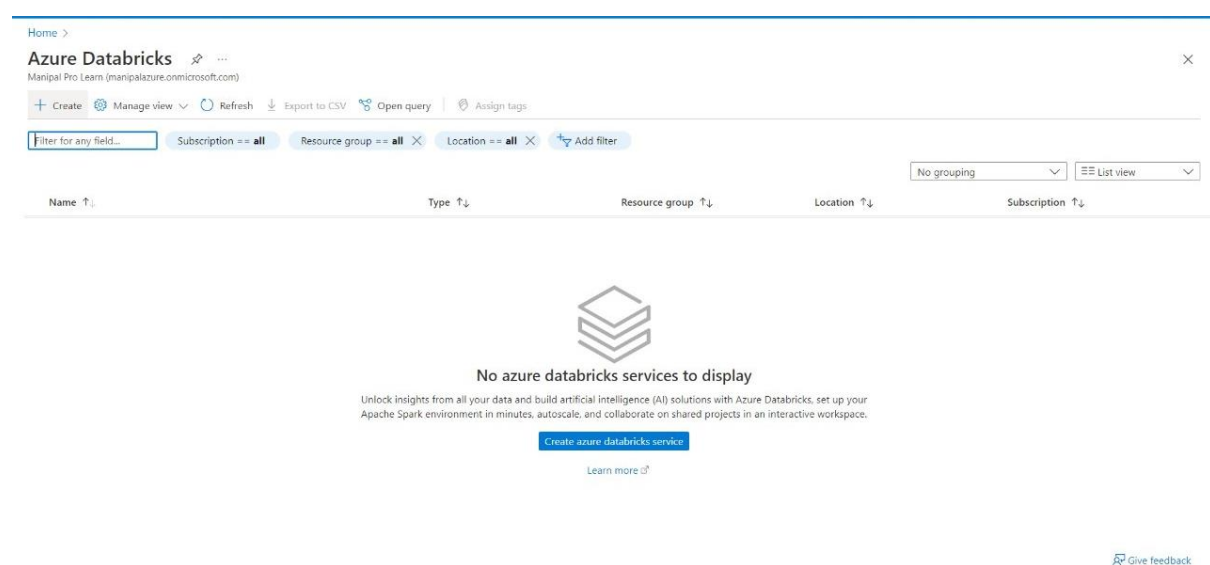 Home >
Azure Databricks ...
Manipal Pro Learn (manipalazure.onmicrosoft.com)
+ Create Manage view Refresh Export to CSV Open query Assign tags
Filter for any field... Subscription == all Resource group == all Location == all Add filter
No grouping List view
Name ↑↓ Type ↑↓ Resource group ↑↓ Location ↑↓ Subscription ↑↓
No azure databricks services to display
Unlock insights from all your data and build artificial intelligence (AI) solutions with Azure Databricks, set up your
Apache Spark environment in minutes, autoscale, and collaborate on shared projects in an interactive workspace.
Create azure databricks service
Learn more
Give feedback